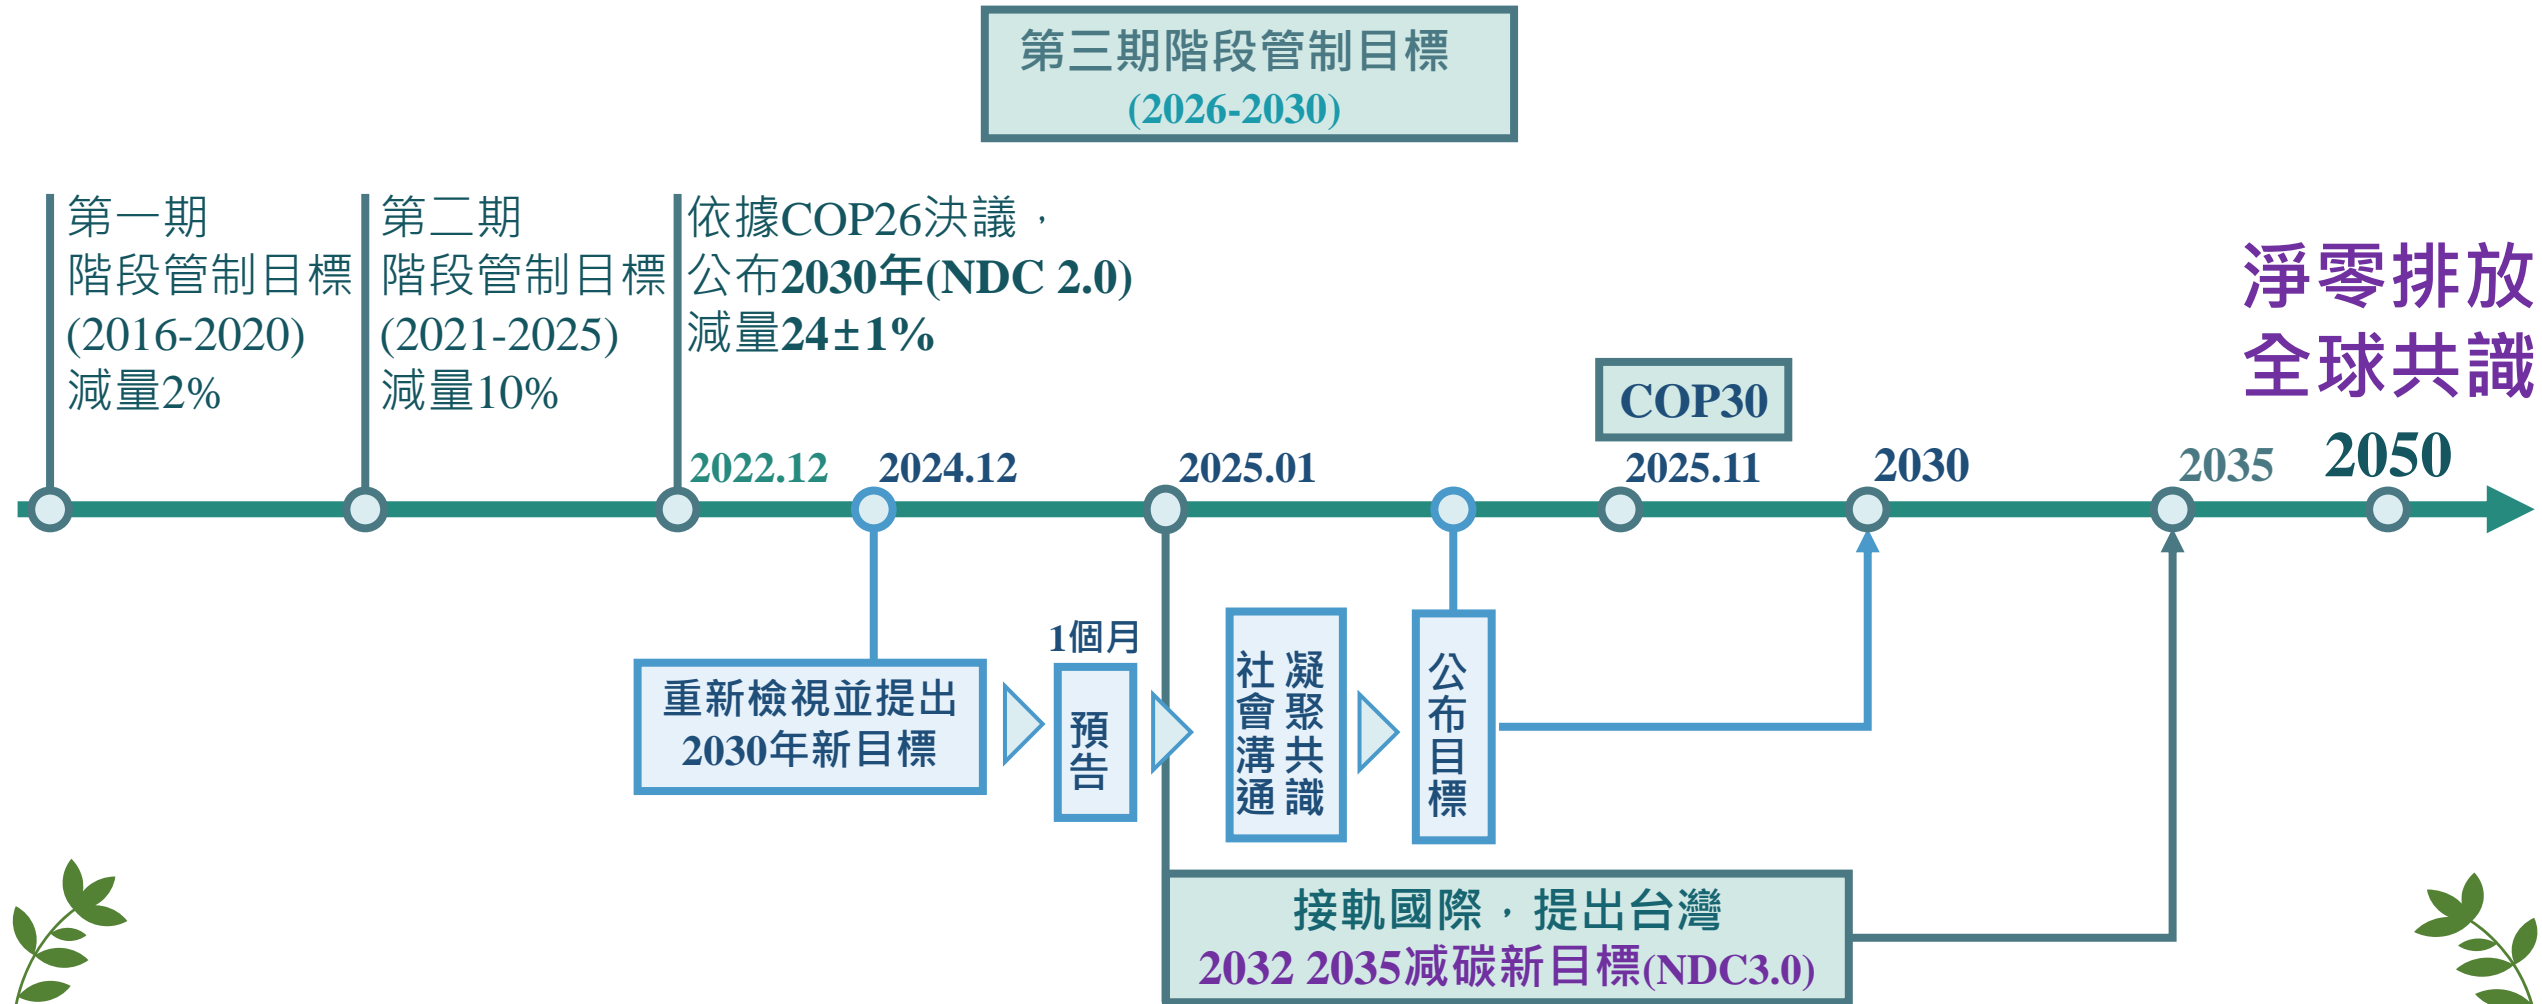 第三期階段管制目標
(2026-2030)
第一期
階段管制目標
(2016-2020)
減量2%
第二期
階段管制目標
(2021-2025)
減量10%
依據COP26決議，
公布2030年(NDC 2.0)
減量24±1%
淨零排放
全球共識
COP30
2022.12
2024.12
2025.01
2025.11
2030
2035
2050
重新檢視並提出
2030年新目標
1個月
預告
社會溝通
凝聚共識
公布目標
接軌國際，提出台灣
2032 2035减碳新目標(NDC3.0)